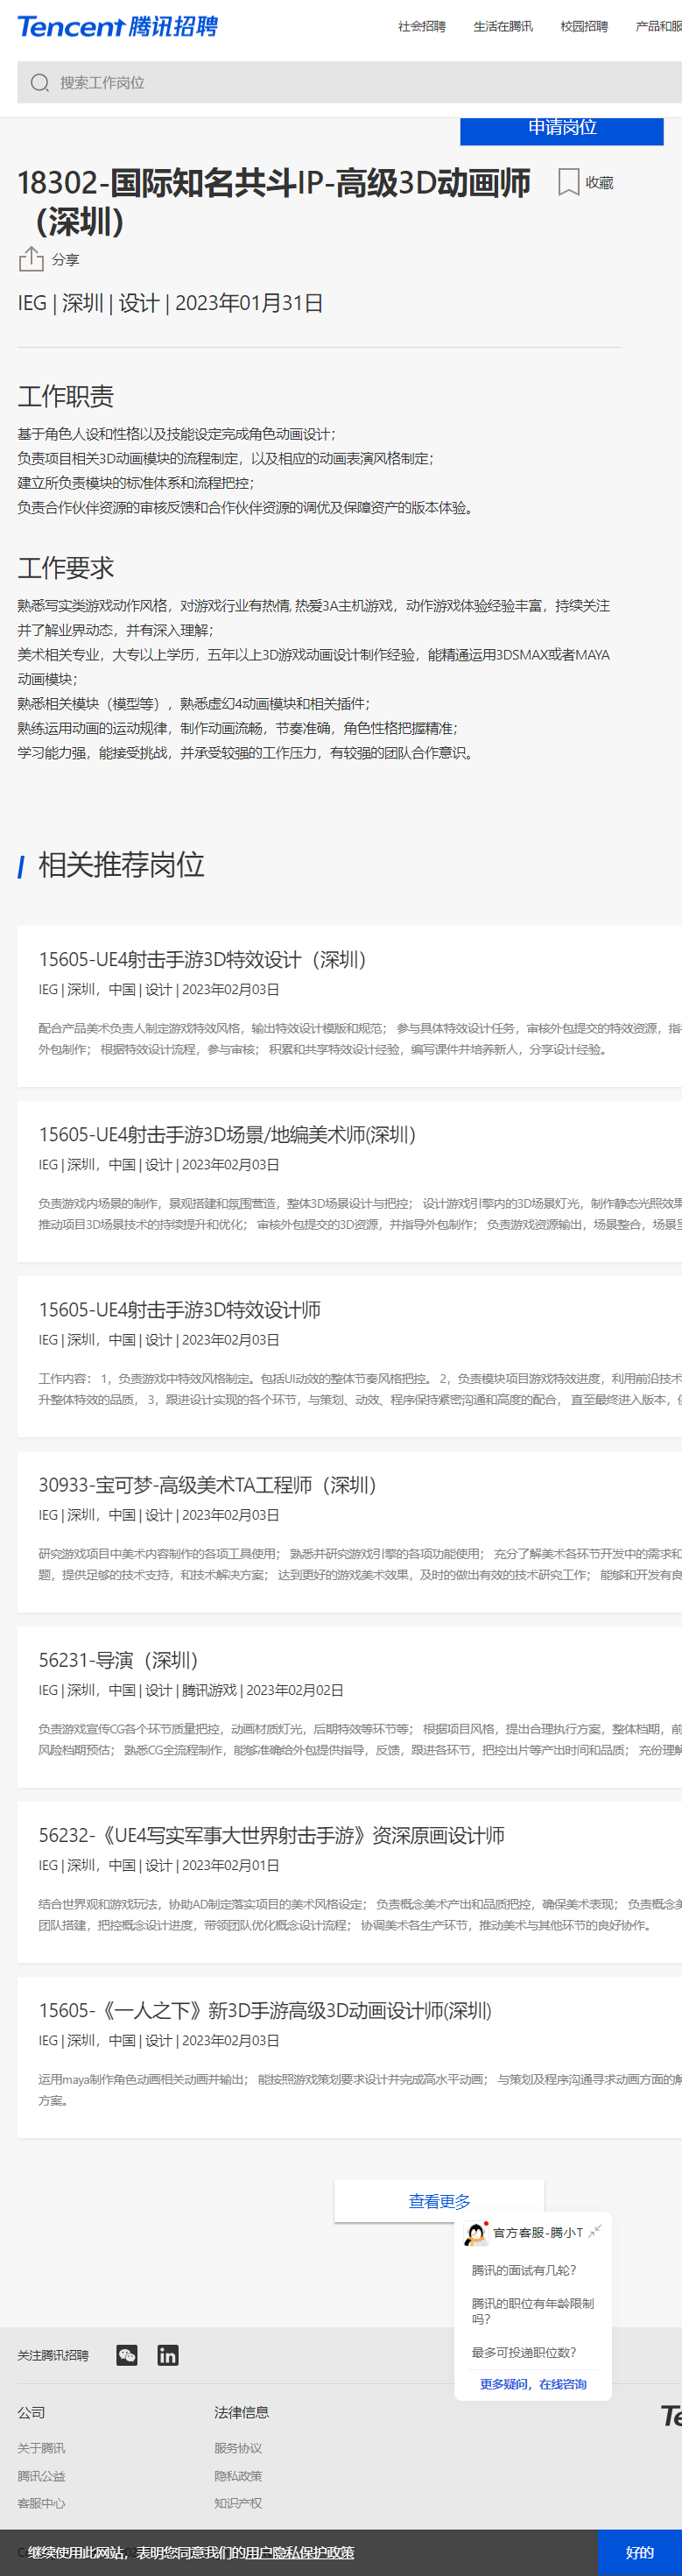 Tencent 腾讯招聘
社会招聘 生活在腾讯 校园招聘 产品和服
搜索工作岗位
申请岗位
18302-国际知名共斗IP-高级3D动画师
（深圳） 收藏
分享
IEG | 深圳 | 设计 | 2023年01月31日
工作职责
基于角色人设和性格以及技能设定完成角色动画设计；
负责项目相关3D动画模块的流程制定，以及相应的动画表演风格制定；
建立所负责模块的标准体系和流程把控；
负责合作伙伴资源的审核反馈和合作伙伴资源的调优及保障资产的版本体验。
工作要求
熟悉写实类游戏动作风格，对游戏行业有热情, 热爱3A主机游戏，动作游戏体验经验丰富，持续关注
并了解业界动态，并有深入理解；
美术相关专业，大专以上学历，五年以上3D游戏动画设计制作经验，能精通运用3DSMAX或者MAYA
动画模块；
熟悉相关模块（模型等），熟悉虚幻4动画模块和相关插件；
熟练运用动画的运动规律，制作动画流畅，节奏准确，角色性格把握精准；
学习能力强，能接受挑战，并承受较强的工作压力，有较强的团队合作意识。
相关推荐岗位
15605-UE4射击手游3D特效设计（深圳）
IEG | 深圳，中国 | 设计 | 2023年02月03日
配合产品美术负责人制定游戏特效风格，输出特效设计模版和规范； 参与具体特效设计任务，审核外包提交的特效资源，指
外包制作； 根据特效设计流程，参与审核； 积累和共享特效设计经验，编写课件并培养新人，分享设计经验。
15605-UE4射击手游3D场景/地编美术师(深圳）
IEG | 深圳，中国 | 设计 | 2023年02月03日
负责游戏内场景的制作，景观搭建和氛围营造，整体3D场景设计与把控； 设计游戏引擎内的3D场景灯光，制作静态光照效果
推动项目3D场景技术的持续提升和优化； 审核外包提交的3D资源，并指导外包制作； 负责游戏资源输出，场景整合，场景呈
15605-UE4射击手游3D特效设计师
IEG | 深圳，中国 | 设计 | 2023年02月03日
工作内容： 1，负责游戏中特效风格制定。包括UI动效的整体节奏风格把控。 2，负责模块项目游戏特效进度，利用前沿技术
升整体特效的品质， 3，跟进设计实现的各个环节，与策划、动效、程序保持紧密沟通和高度的配合， 直至最终进入版本，
30933-宝可梦-高级美术TA工程师（深圳）
IEG | 深圳，中国 | 设计 | 2023年02月03日
研究游戏项目中美术内容制作的各项工具使用； 熟悉并研究游戏引擎的各项功能使用； 充分了解美术各环节开发中的需求和
题，提供足够的技术支持，和技术解决方案； 达到更好的游戏美术效果，及时的做出有效的技术研究工作； 能够和开发有良
56231-导演（深圳）
IEG | 深圳，中国 | 设计 | 腾讯游戏 | 2023年02月02日
负责游戏宣传CG各个环节质量把控，动画材质灯光，后期特效等环节等； 根据项目风格，提出合理执行方案，整体档期，前
风险档期预估； 熟悉CG全流程制作，能够准确给外包提供指导，反馈，跟进各环节，把控出片等产出时间和品质； 充份理解
56232-《UE4写实军事大世界射击手游》资深原画设计师
IEG | 深圳，中国 | 设计 | 2023年02月01日
结合世界观和游戏玩法，协助AD制定落实项目的美术风格设定； 负责概念美术产出和品质把控，确保美术表现； 负责概念美
团队搭建，把控概念设计进度，带领团队优化概念设计流程； 协调美术各生产环节，推动美术与其他环节的良好协作。
15605-《一人之下》新3D手游高级3D动画设计师(深圳)
IEG | 深圳，中国 | 设计 | 2023年02月03日
运用maya制作角色动画相关动画并输出； 能按照游戏策划要求设计并完成高水平动画； 与策划及程序沟通寻求动画方面的解
方案。
查看更多
官方客服-腾小T
腾讯的面试有几轮？
腾讯的职位有年龄限制
吗？
最多可投递职位数？
更多疑问，在线咨询
关注腾讯招聘
公司 法律信息 Te
关于腾讯 服务协议
腾讯公益 隐私政策
客服中心 知识产权
继续使用此网站，表明您同意我们的用户隐私保护政策 好的